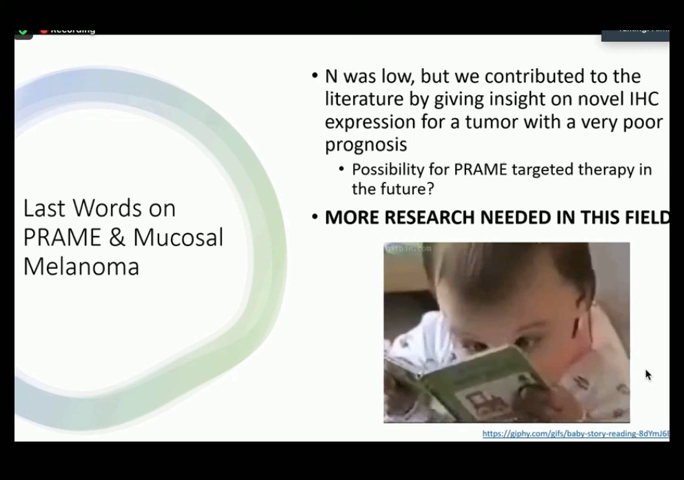 Recording
N was low, but we contributed to the
literature by giving insight on novel IHC
expression for a tumor with a very poor
prognosis
Possibility for PRAME targeted therapy in
the future?
MORE RESEARCH NEEDED IN THIS FIELD
Last Words on
PRAME & Mucosal
Melanoma
https://giphy.com/gifs/baby-story-reading-8dYmJ6